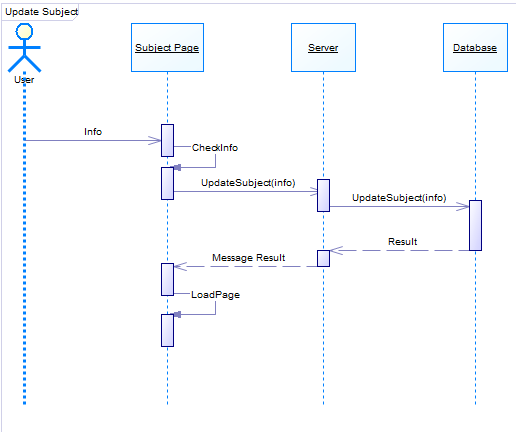 Update Subject
Subject Page
Server
Database
User
Info
CheckInfo
UpdateSubject(info)
UpdateSubject(info)
Result
Message Result
LoadPage